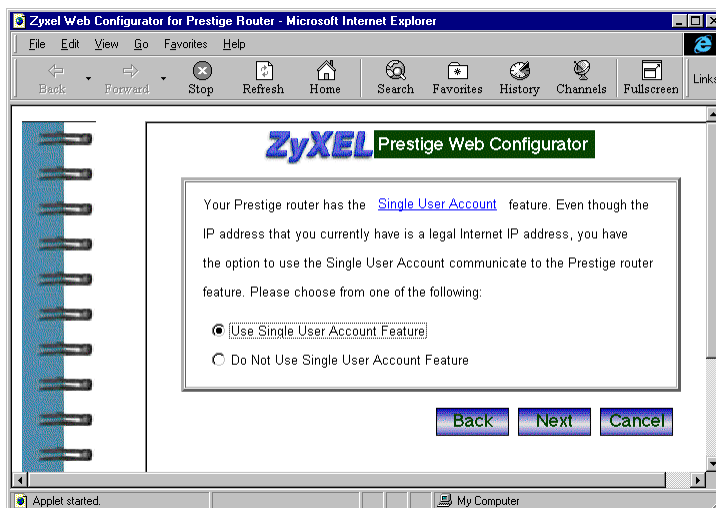 Zyxel Web Configurator for Prestige Router - Microsoft Internet Explorer
File Edit View Go Favorites Help
Back Forward Stop Refresh Home Search Favorites History Channels Fullscreen Links
ZyXEL Prestige Web Configurator
Your Prestige router has the Single User Account feature. Even though the
IP address that you currently have is a legal Internet IP address, you have
the option to use the Single User Account communicate to the Prestige router
feature. Please choose from one of the following:
Use Single User Account Feature
Do Not Use Single User Account Feature
Back Next Cancel
Applet started. My Computer